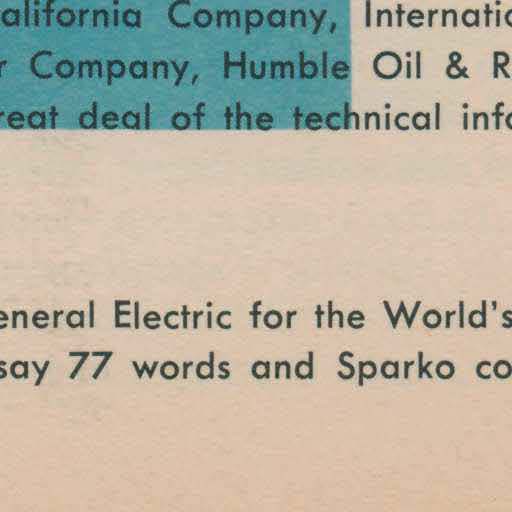 alifornia Company, Internatio
r Company, Humble Oil & R
reat deal of the technical info
eneral Electric for the World's
say 77 words and Sparko co